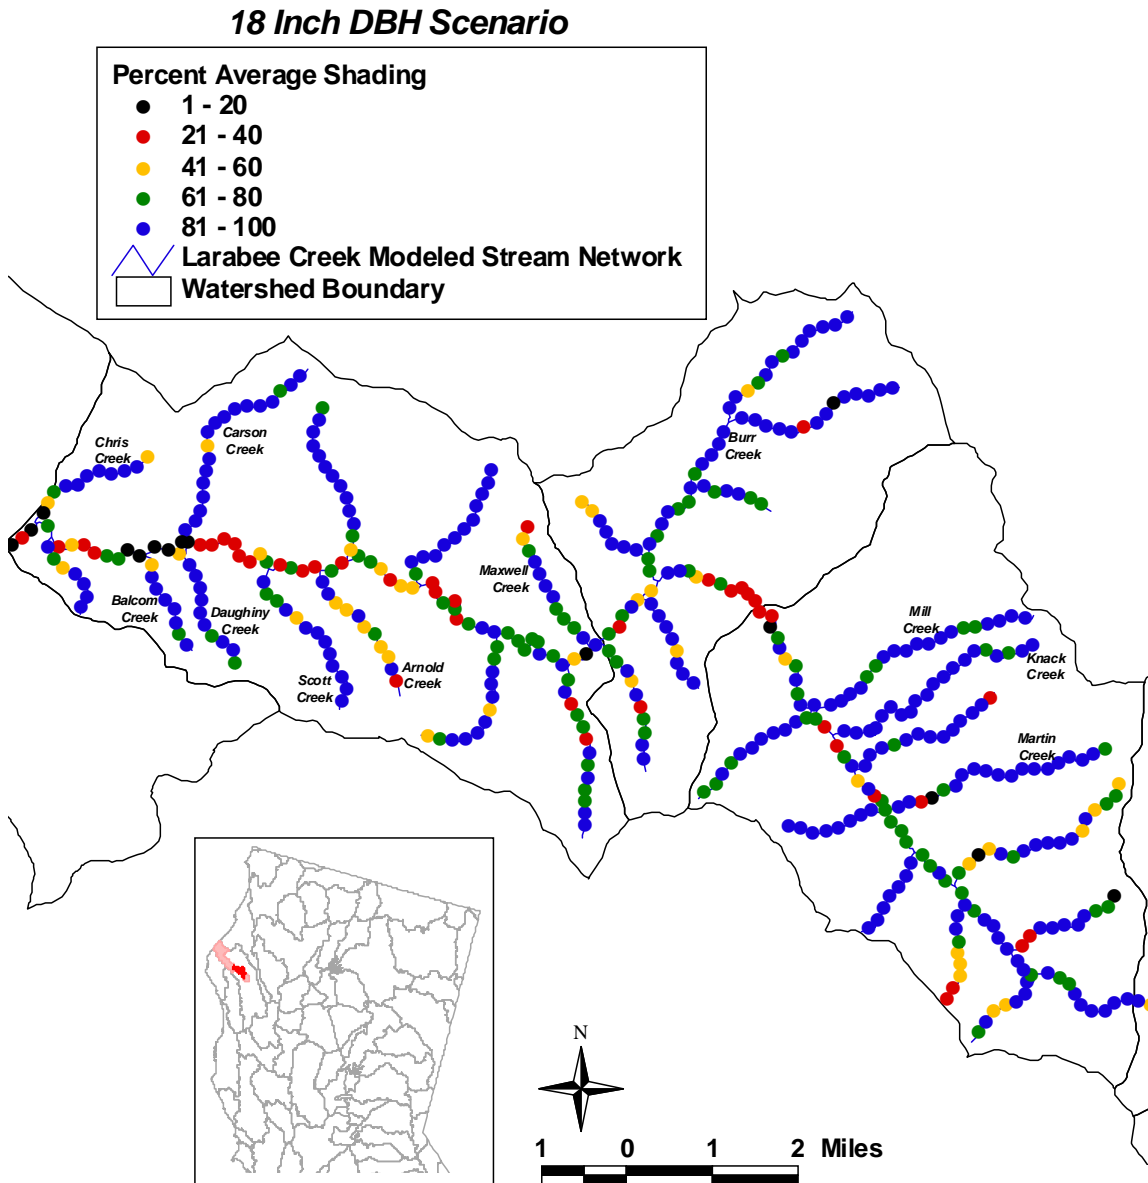 18 Inch DBH Scenario
Percent Average Shading
1 - 20
21 - 40
41 - 60
61 - 80
81 - 100
Larabee Creek Modeled Stream Network
Watershed Boundary
Chris
Creek
Carson
Creek
Burr
Creek
Maxwell
Creek
Balcom
Creek
Daughiny
Creek
Scott
Creek
Arnold
Creek
Mill
Creek
Knack
Creek
Martin
Creek
N
1 0 1 2 Miles